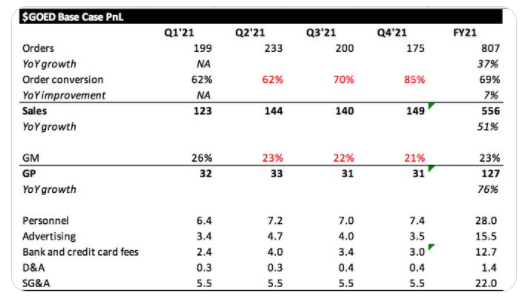 $GOED Base Case PnL
Q1'21 Q2'21 Q3'21 Q4'21 FY21
Orders 199 233 200 175 807
YoY growth NA 37%
Order conversion 62% 62% 70% 85% 69%
YoY improvement NA 7%
Sales 123 144 140 149 556
YoY growth 51%
GM 26% 23% 22% 21% 23%
GP 32 33 31 31 127
YoY growth 76%
Personnel 6.4 7.2 7.0 7.4 28.0
Advertising 3.4 4.7 4.0 3.5 15.5
Bank and credit card fees 2.4 4.0 3.4 3.0 12.7
D&A 0.3 0.3 0.4 0.4 1.4
SG&A 5.5 5.5 5.5 5.5 22.0